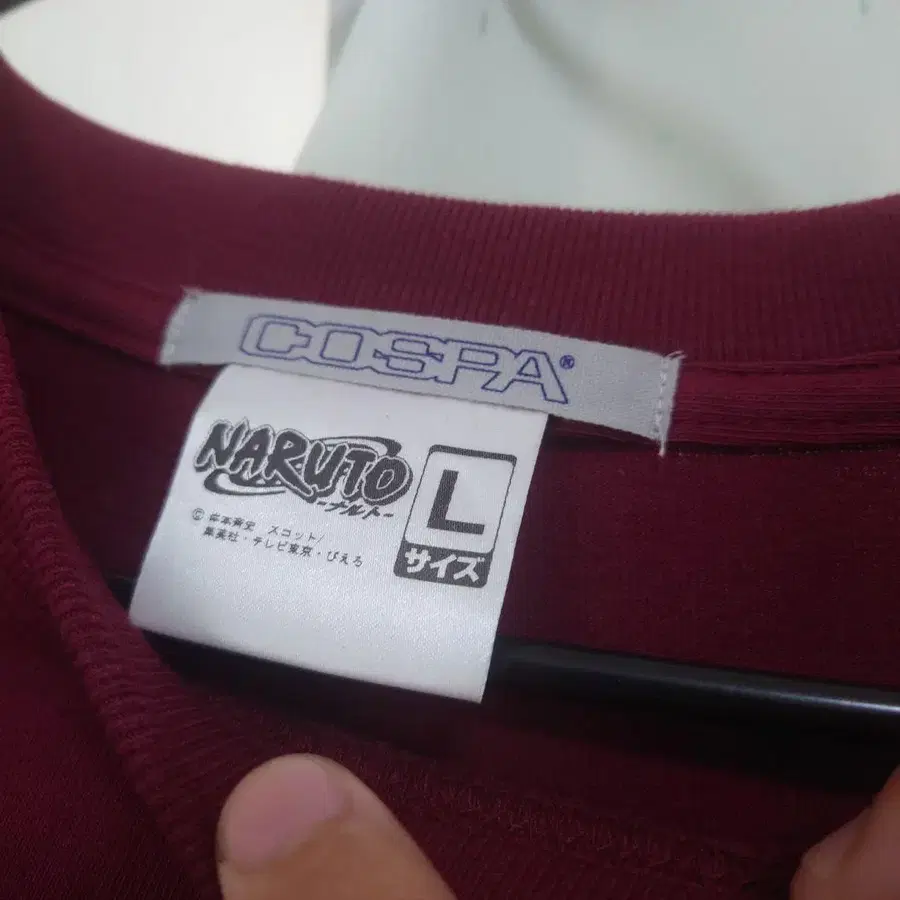 COSPA®
NARUTO
-ナルト-
L
サイズ
© 岸本斉史 スコット/
集英社・テレビ東京・ぴえろ